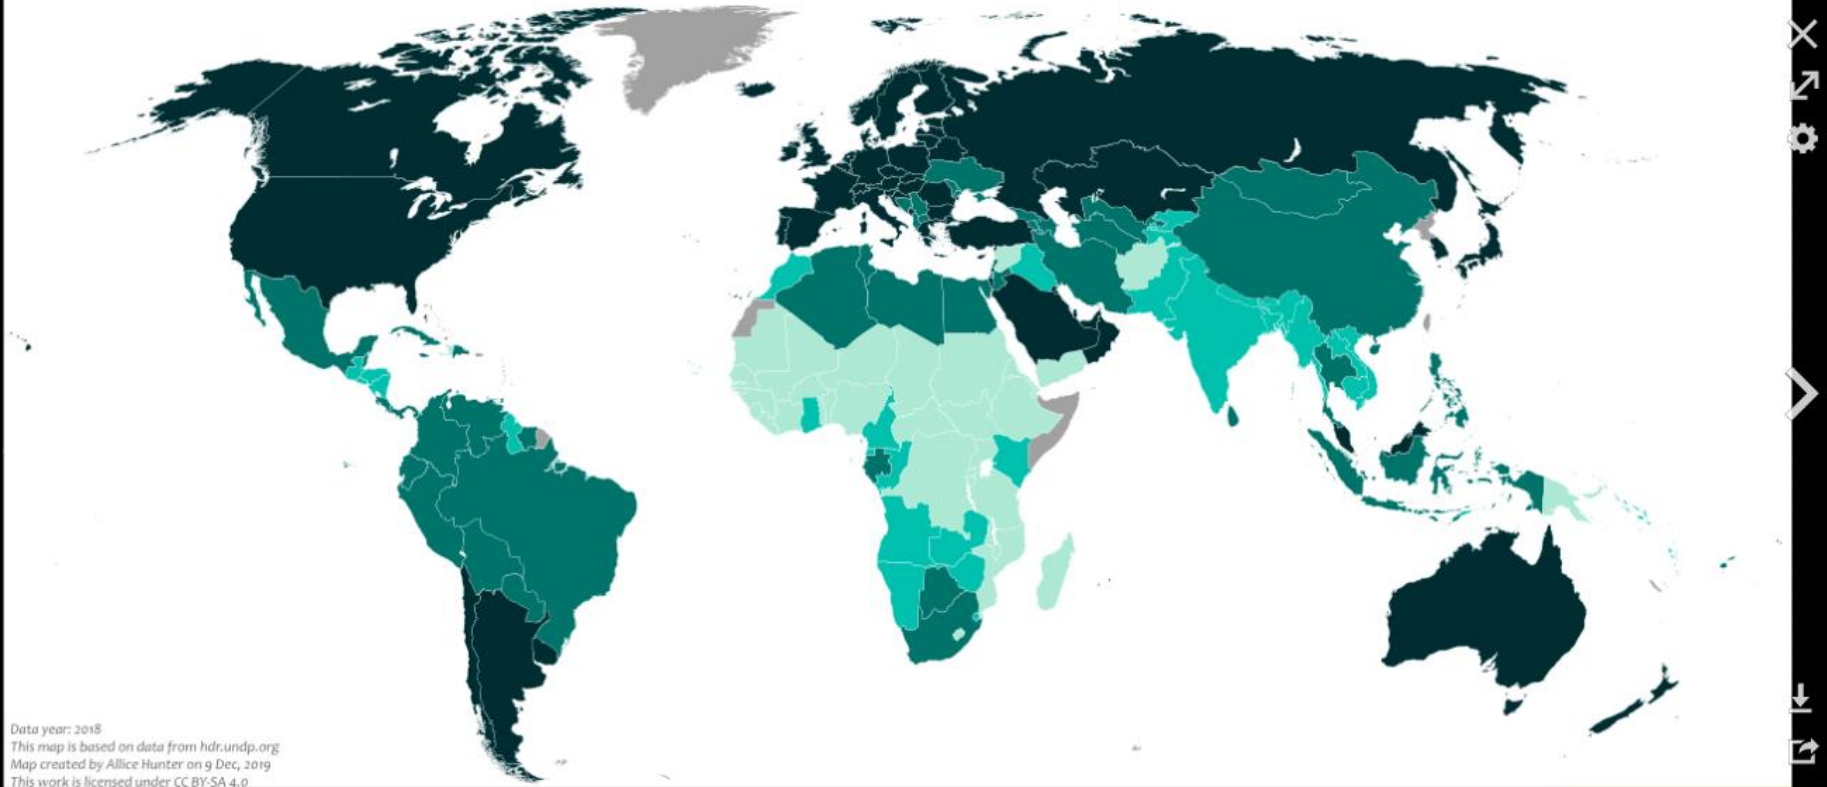 Data year: 2018
This map is based on data from hdr.undp.org
Map created by Allice Hunter on 9 Dec, 2019
This work is licensed under CC BY-SA 4.0